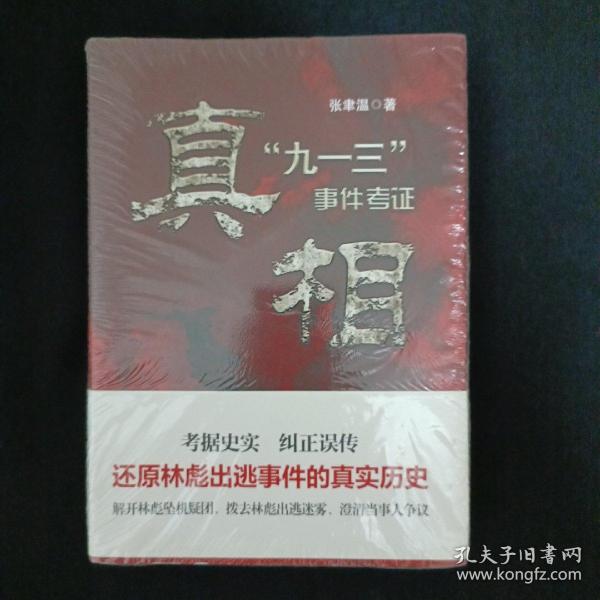 张聿温◎著
真
“九一三”
事件考证
相
考据史实 纠正误传
还原林彪出逃事件的真实历史
解开林彪坠机疑团，拨去林彪出逃迷雾，澄清当事人争议
孔夫子旧书网
www.kongfz.com